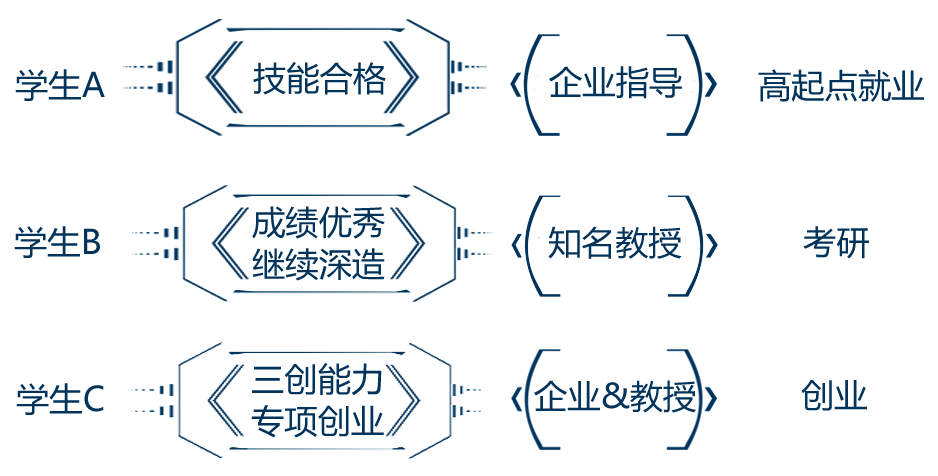 学生A
技能合格
企业指导
高起点就业
学生B
成绩优秀
继续深造
知名教授
考研
学生C
三创能力
专项创业
企业&教授
创业